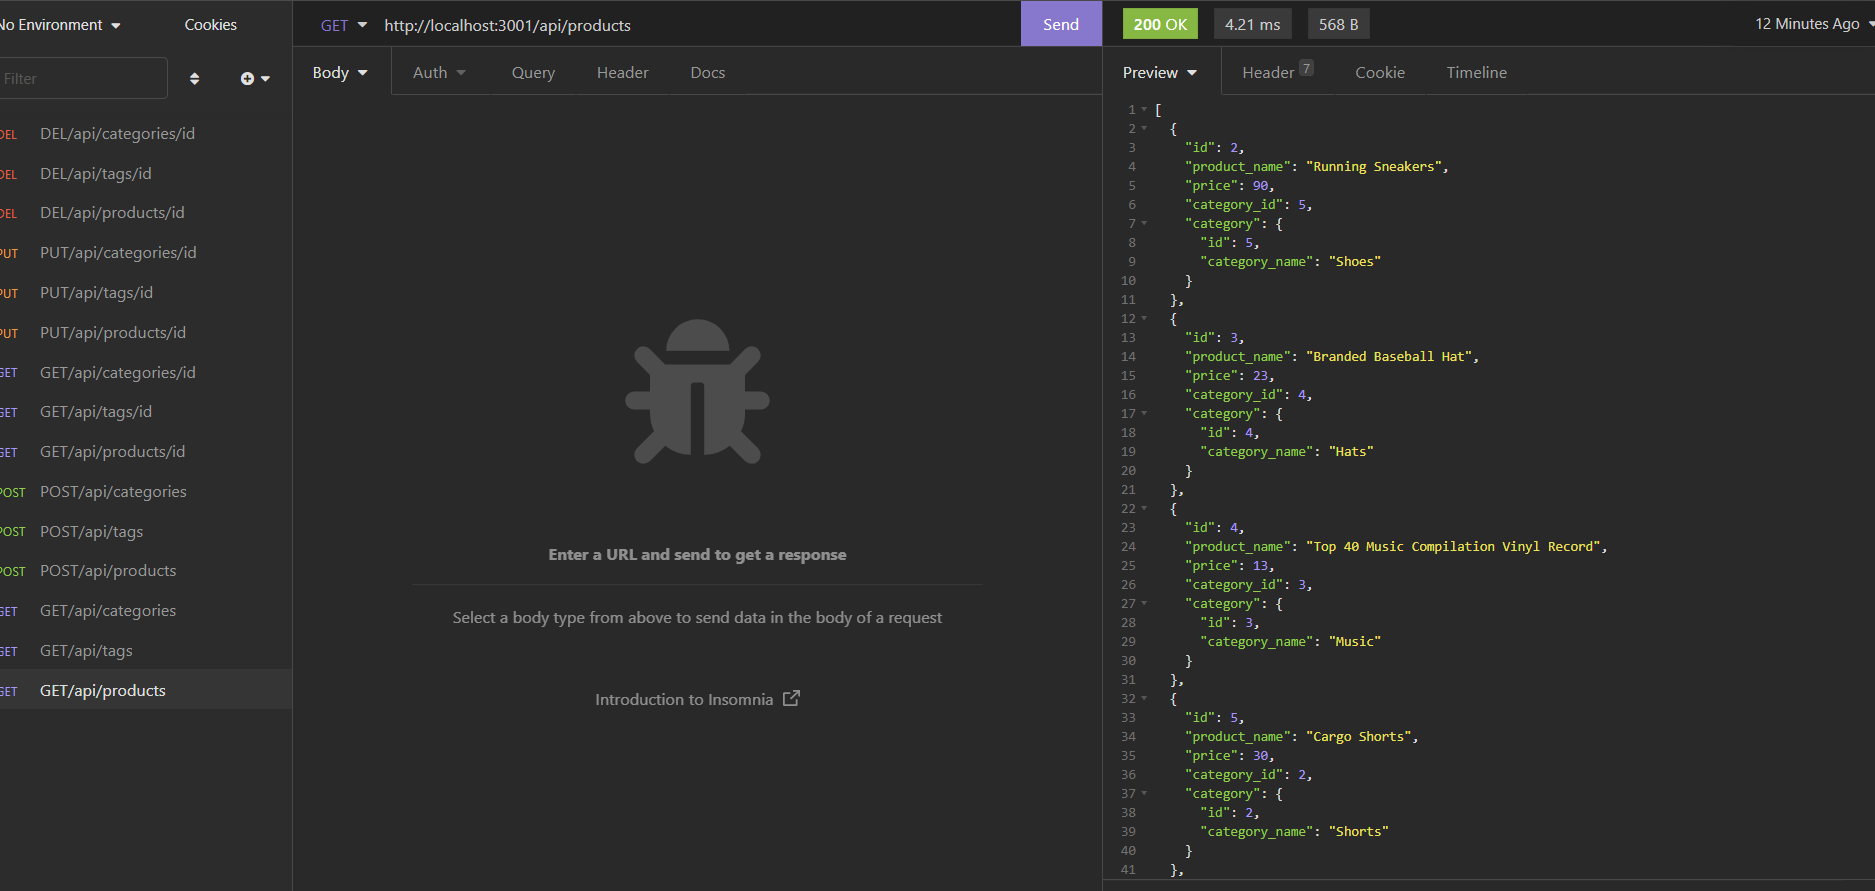 No Environment
Cookies
Filter
DEL DEL/api/categories/id
DEL DEL/api/tags/id
DEL DEL/api/products/id
PUT PUT/api/categories/id
PUT PUT/api/tags/id
PUT PUT/api/products/id
GET GET/api/categories/id
GET GET/api/tags/id
GET GET/api/products/id
POST POST/api/categories
POST POST/api/tags
POST POST/api/products
GET GET/api/categories
GET GET/api/tags
GET GET/api/products
GET http://localhost:3001/api/products Send
Body Auth Query Header Docs
Enter a URL and send to get a response
Select a body type from above to send data in the body of a request
Introduction to Insomnia
200 OK 4.21 ms 568 B 12 Minutes Ago
Preview Header 7 Cookie Timeline
1 [
2 {
3 "id": 2,
4 "product_name": "Running Sneakers",
5 "price": 90,
6 "category_id": 5,
7 "category": {
8 "id": 5,
9 "category_name": "Shoes"
10 }
11 },
12 {
13 "id": 3,
14 "product_name": "Branded Baseball Hat",
15 "price": 23,
16 "category_id": 4,
17 "category": {
18 "id": 4,
19 "category_name": "Hats"
20 }
21 },
22 {
23 "id": 4,
24 "product_name": "Top 40 Music Compilation Vinyl Record",
25 "price": 13,
26 "category_id": 3,
27 "category": {
28 "id": 3,
29 "category_name": "Music"
30 }
31 },
32 {
33 "id": 5,
34 "product_name": "Cargo Shorts",
35 "price": 30,
36 "category_id": 2,
37 "category": {
38 "id": 2,
39 "category_name": "Shorts"
40 }
41 },